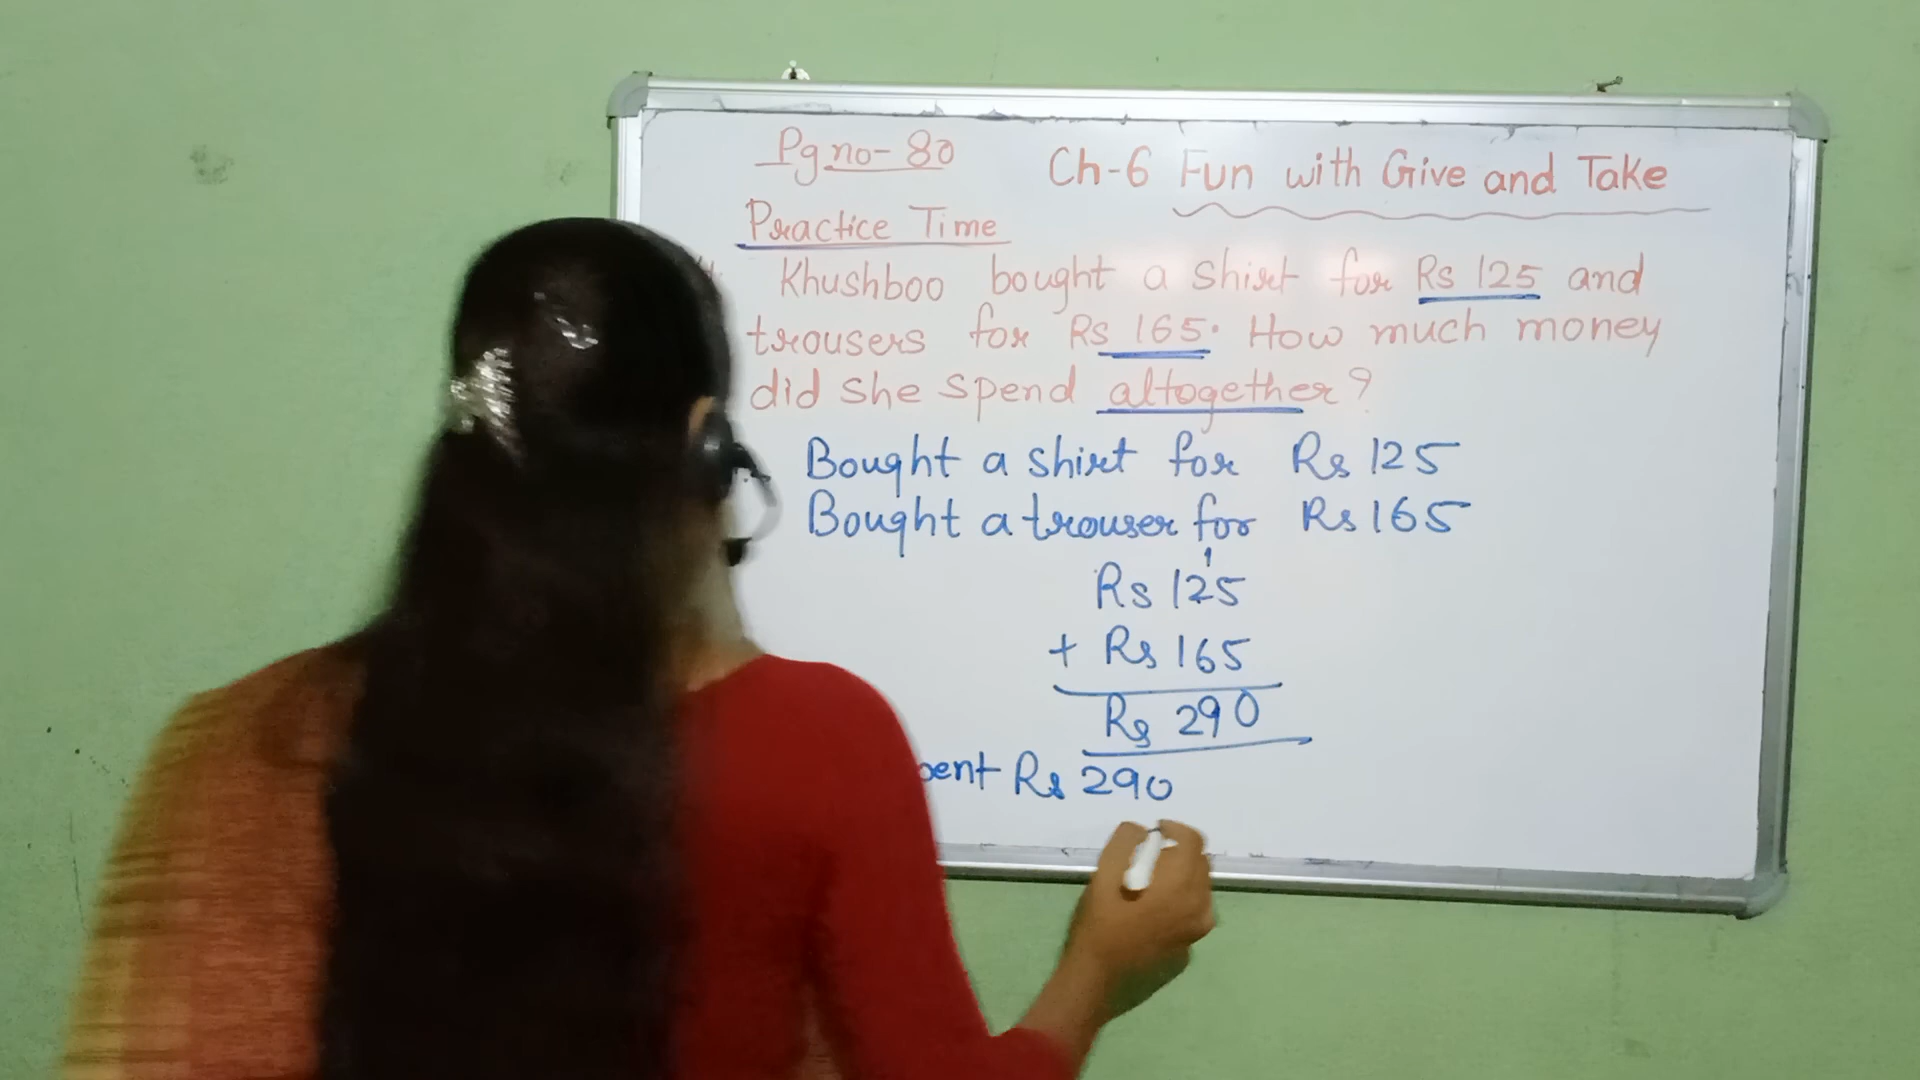 Pg no- 80
Ch-6 Fun with Give and Take
Practice Time
Khushboo bought a shirt for Rs 125 and
trousers for Rs 165. How much money
did she spend altogether?
Bought a shirt for Rs 125
Bought a trouser for Rs 165
1
Rs 125
+ Rs 165
Rs 290
Rs 290